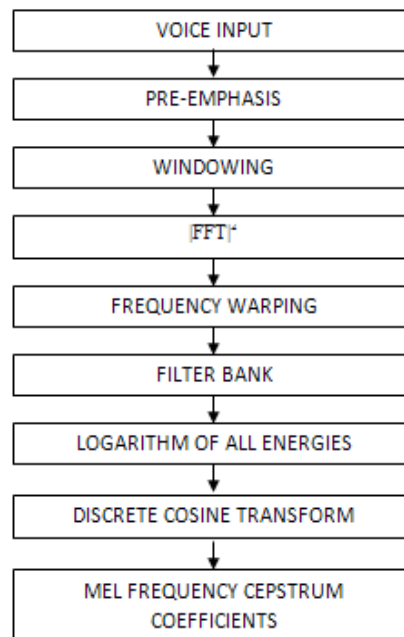 VOICE INPUT
PRE-EMPHASIS
WINDOWING
|FFT|²
FREQUENCY WARPING
FILTER BANK
LOGARITHM OF ALL ENERGIES
DISCRETE COSINE TRANSFORM
MEL FREQUENCY CEPSTRUM
COEFFICIENTS